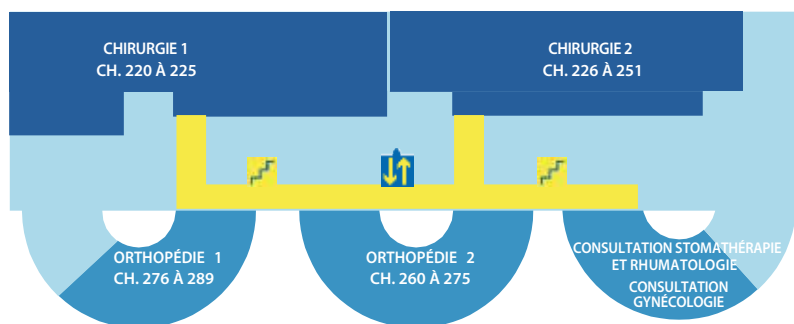 CHIRURGIE 1
CH. 220 À 225
CHIRURGIE 2
CH. 226 À 251
ORTHOPÉDIE 1
CH. 276 À 289
ORTHOPÉDIE 2
CH. 260 À 275
CONSULTATION STOMATHÉRAPIE
ET RHUMATOLOGIE
CONSULTATION
GYNÉCOLOGIE